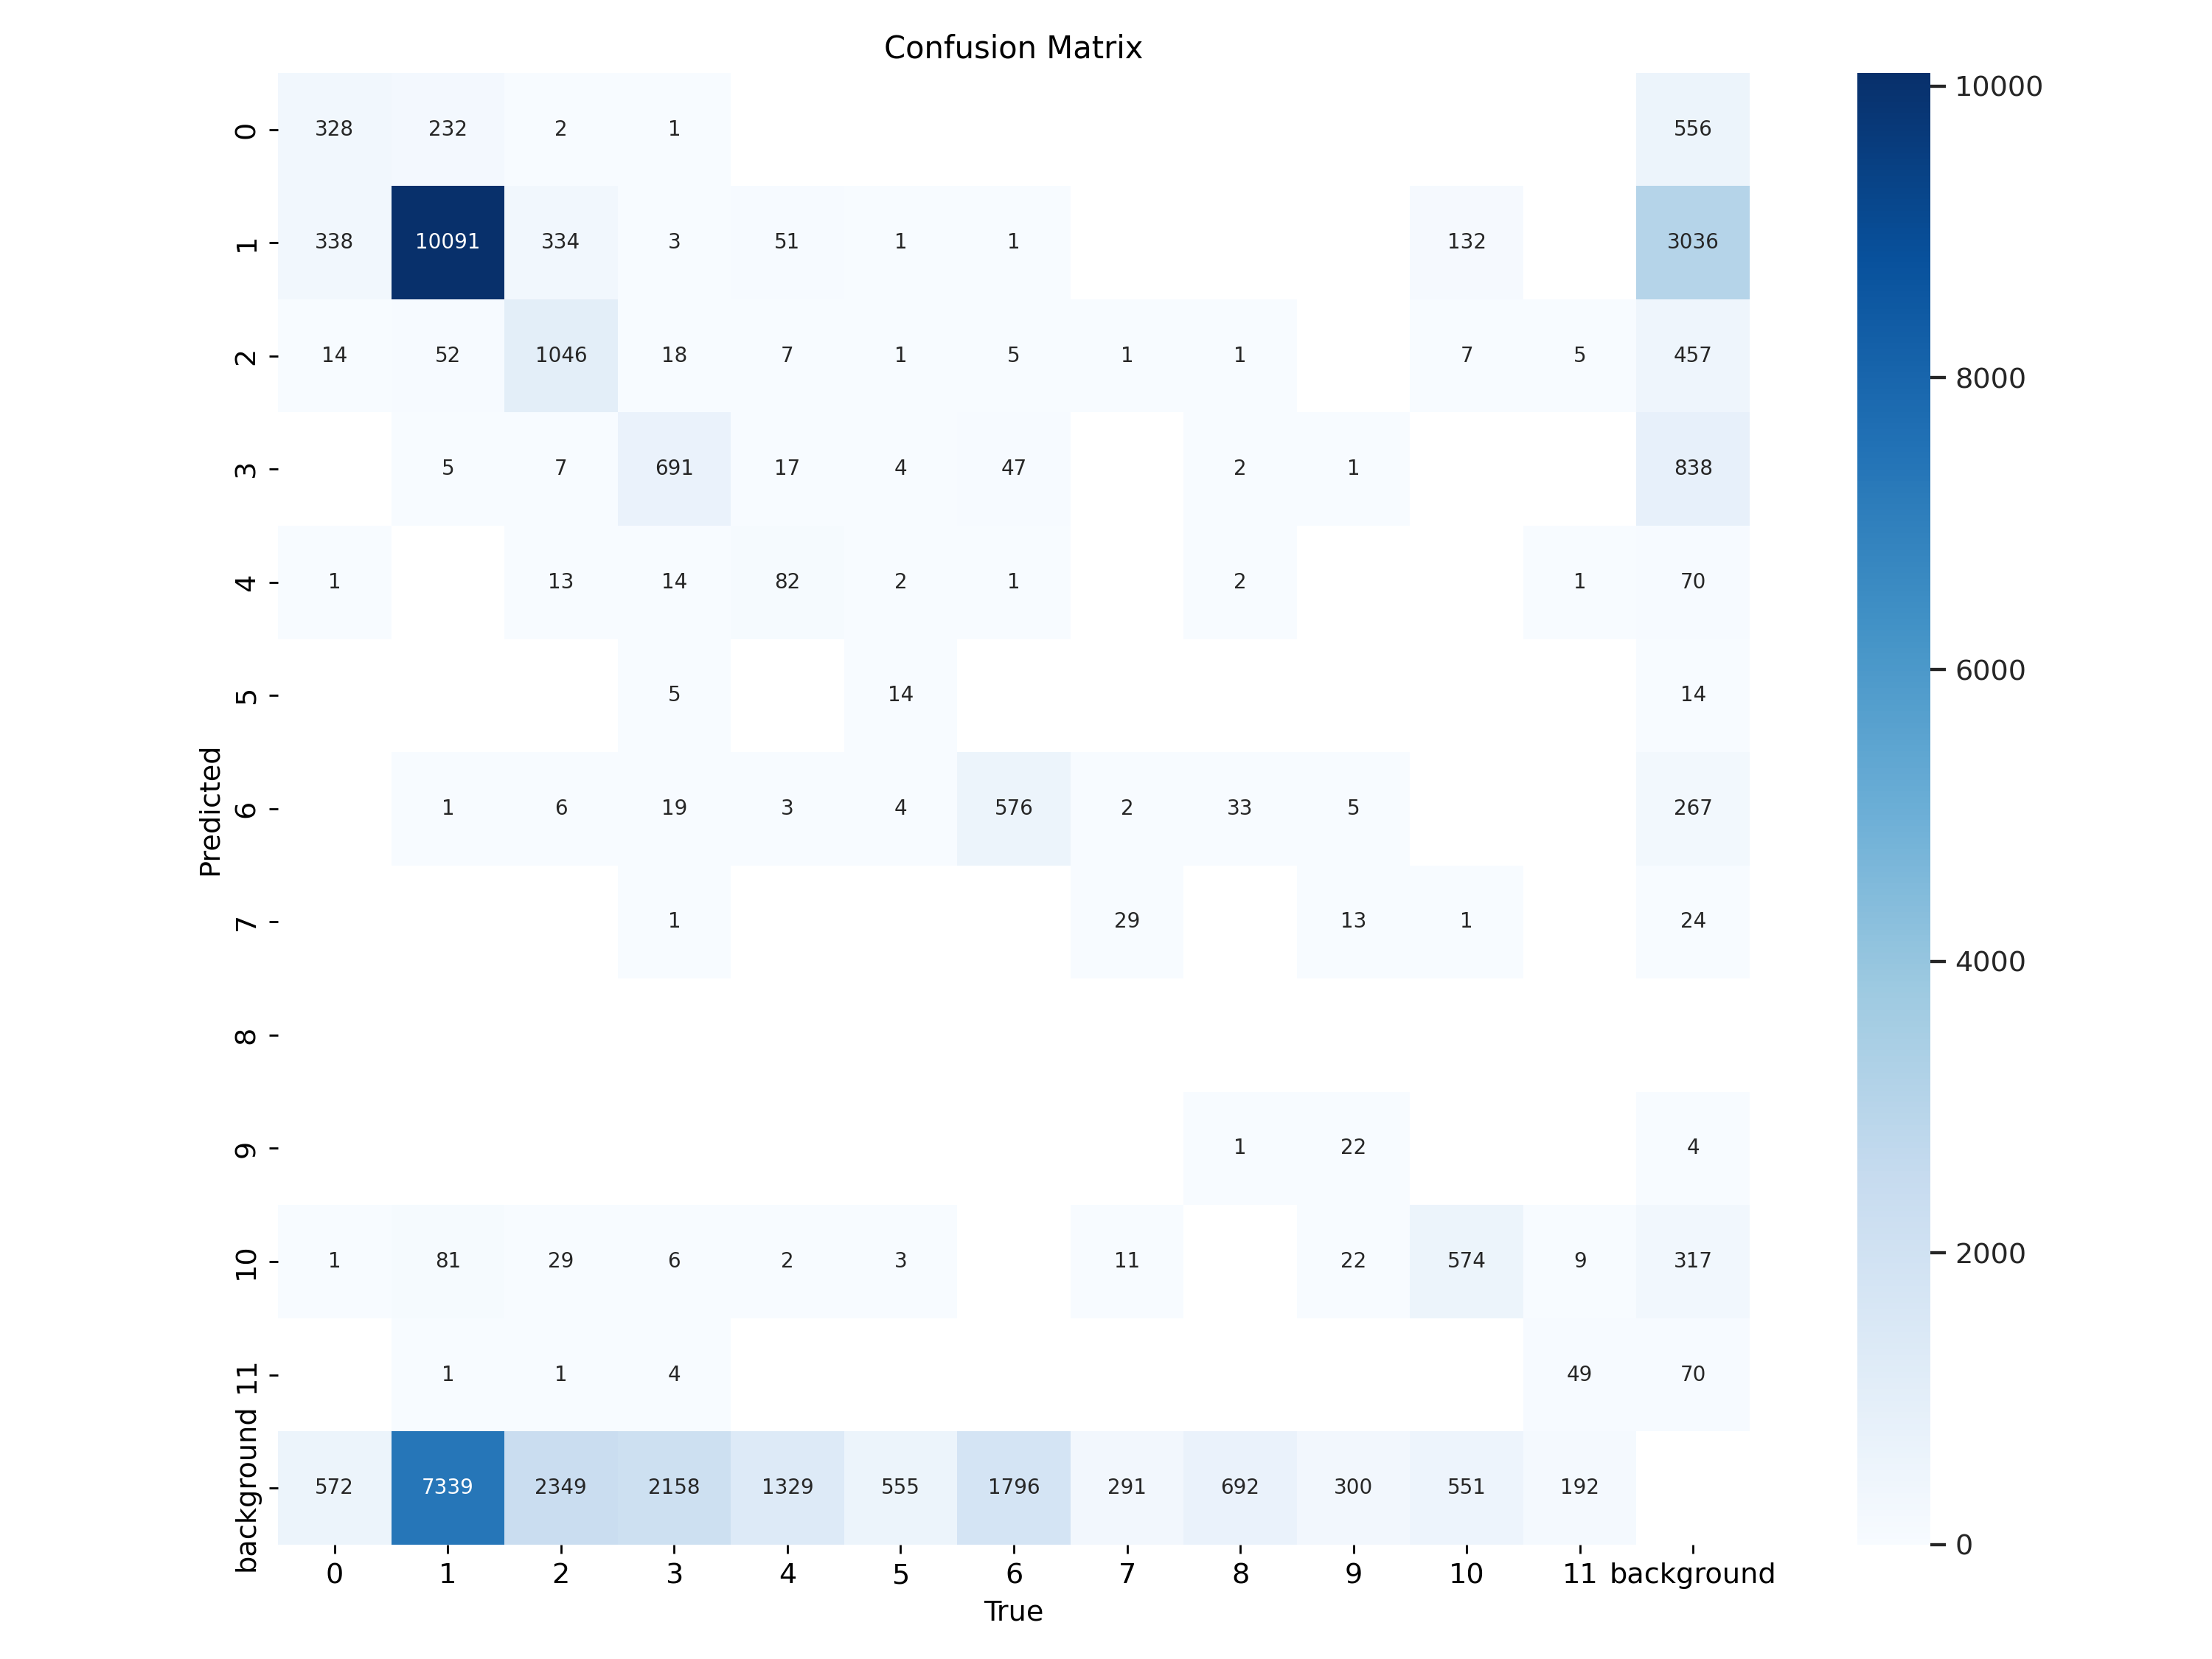 Confusion Matrix
0 328 232 2 1 556
1 338 10091 334 3 51 1 1 132 3036
2 14 52 1046 18 7 1 5 1 1 7 5 457
3 5 7 691 17 4 47 2 1 838
4 1 13 14 82 2 1 2 1 70
5 5 14 14
6 1 6 19 3 4 576 2 33 5 267
7 1 29 13 1 24
8
9 1 22 4
10 1 81 29 6 2 3 11 22 574 9 317
11 1 1 4 49 70
background 572 7339 2349 2158 1329 555 1796 291 692 300 551 192
0 1 2 3 4 5 6 7 8 9 10 11 background
True
Predicted
10000
8000
6000
4000
2000
0